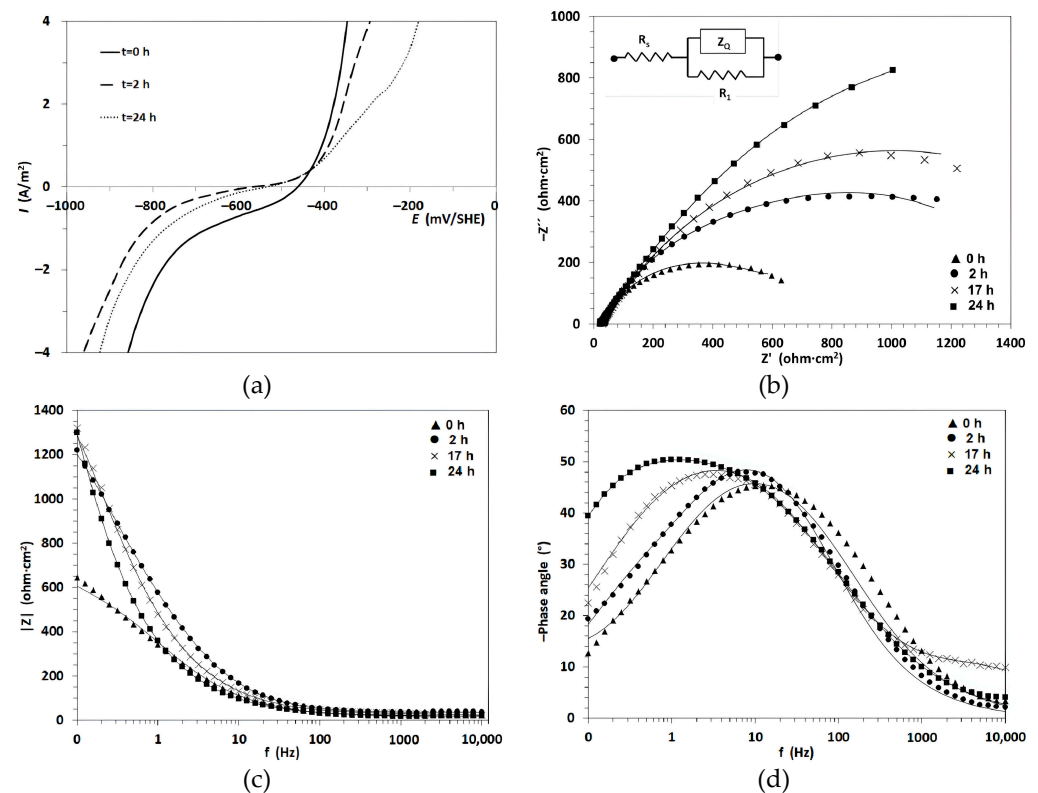 4
t=0 h
t=2 h
t=24 h
2
0
−1000
−800
−600
−400
−200
0
E (mV/SHE)
−2
−4
I (A/m²)
(a)
1000
800
600
400
200
0
−Z´´ (ohm·cm²)
Rs
ZQ
R1
0 h
2 h
17 h
24 h
0 200 400 600 800 1000 1200 1400
Z' (ohm·cm²)
(b)
1400
1200
1000
800
600
400
200
0
|Z| (ohm·cm²)
0 h
2 h
17 h
24 h
0 1 10 100 1000 10,000
f (Hz)
(c)
60
50
40
30
20
10
0
−Phase angle (°)
0 h
2 h
17 h
24 h
0 1 10 100 1000 10,000
f (Hz)
(d)